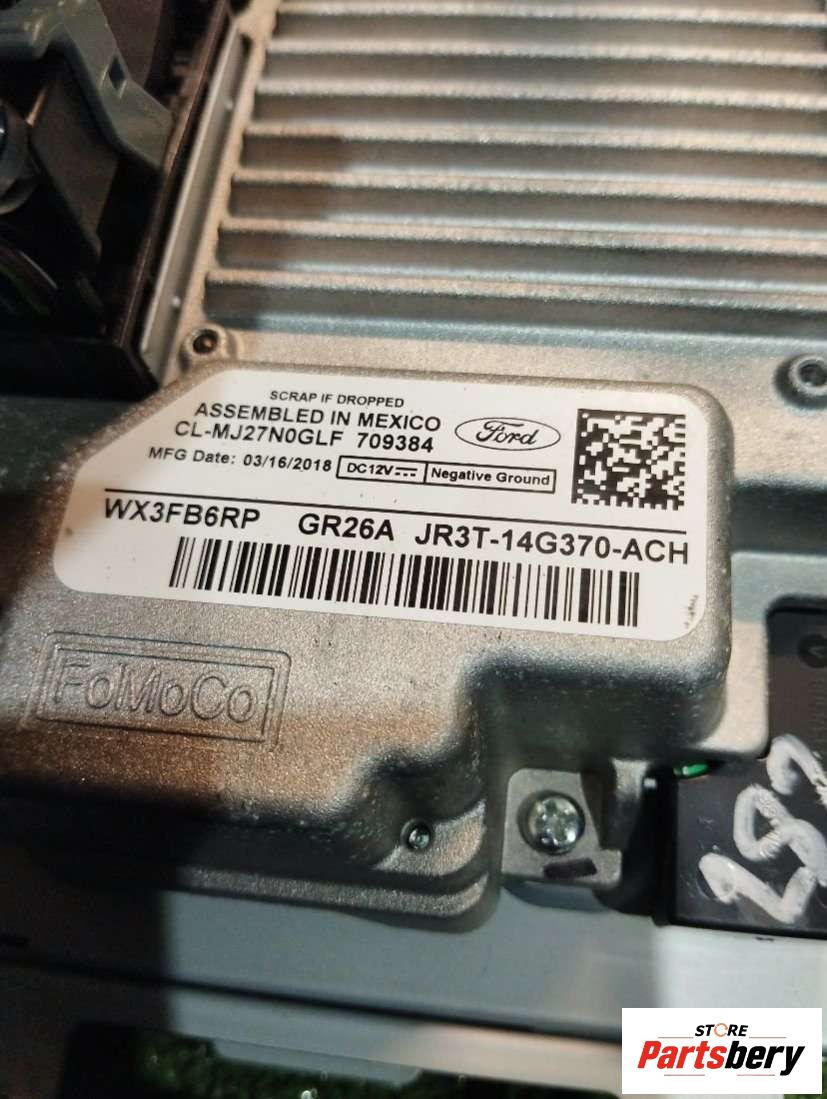 SCRAP IF DROPPED
ASSEMBLED IN MEXICO
CL-MJ27N0GLF 709384
Ford
MFG Date: 03/16/2018 DC12V Negative Ground
WX3FB6RP GR26A JR3T-14G370-ACH
FoMoCo
STORE
Partsbery